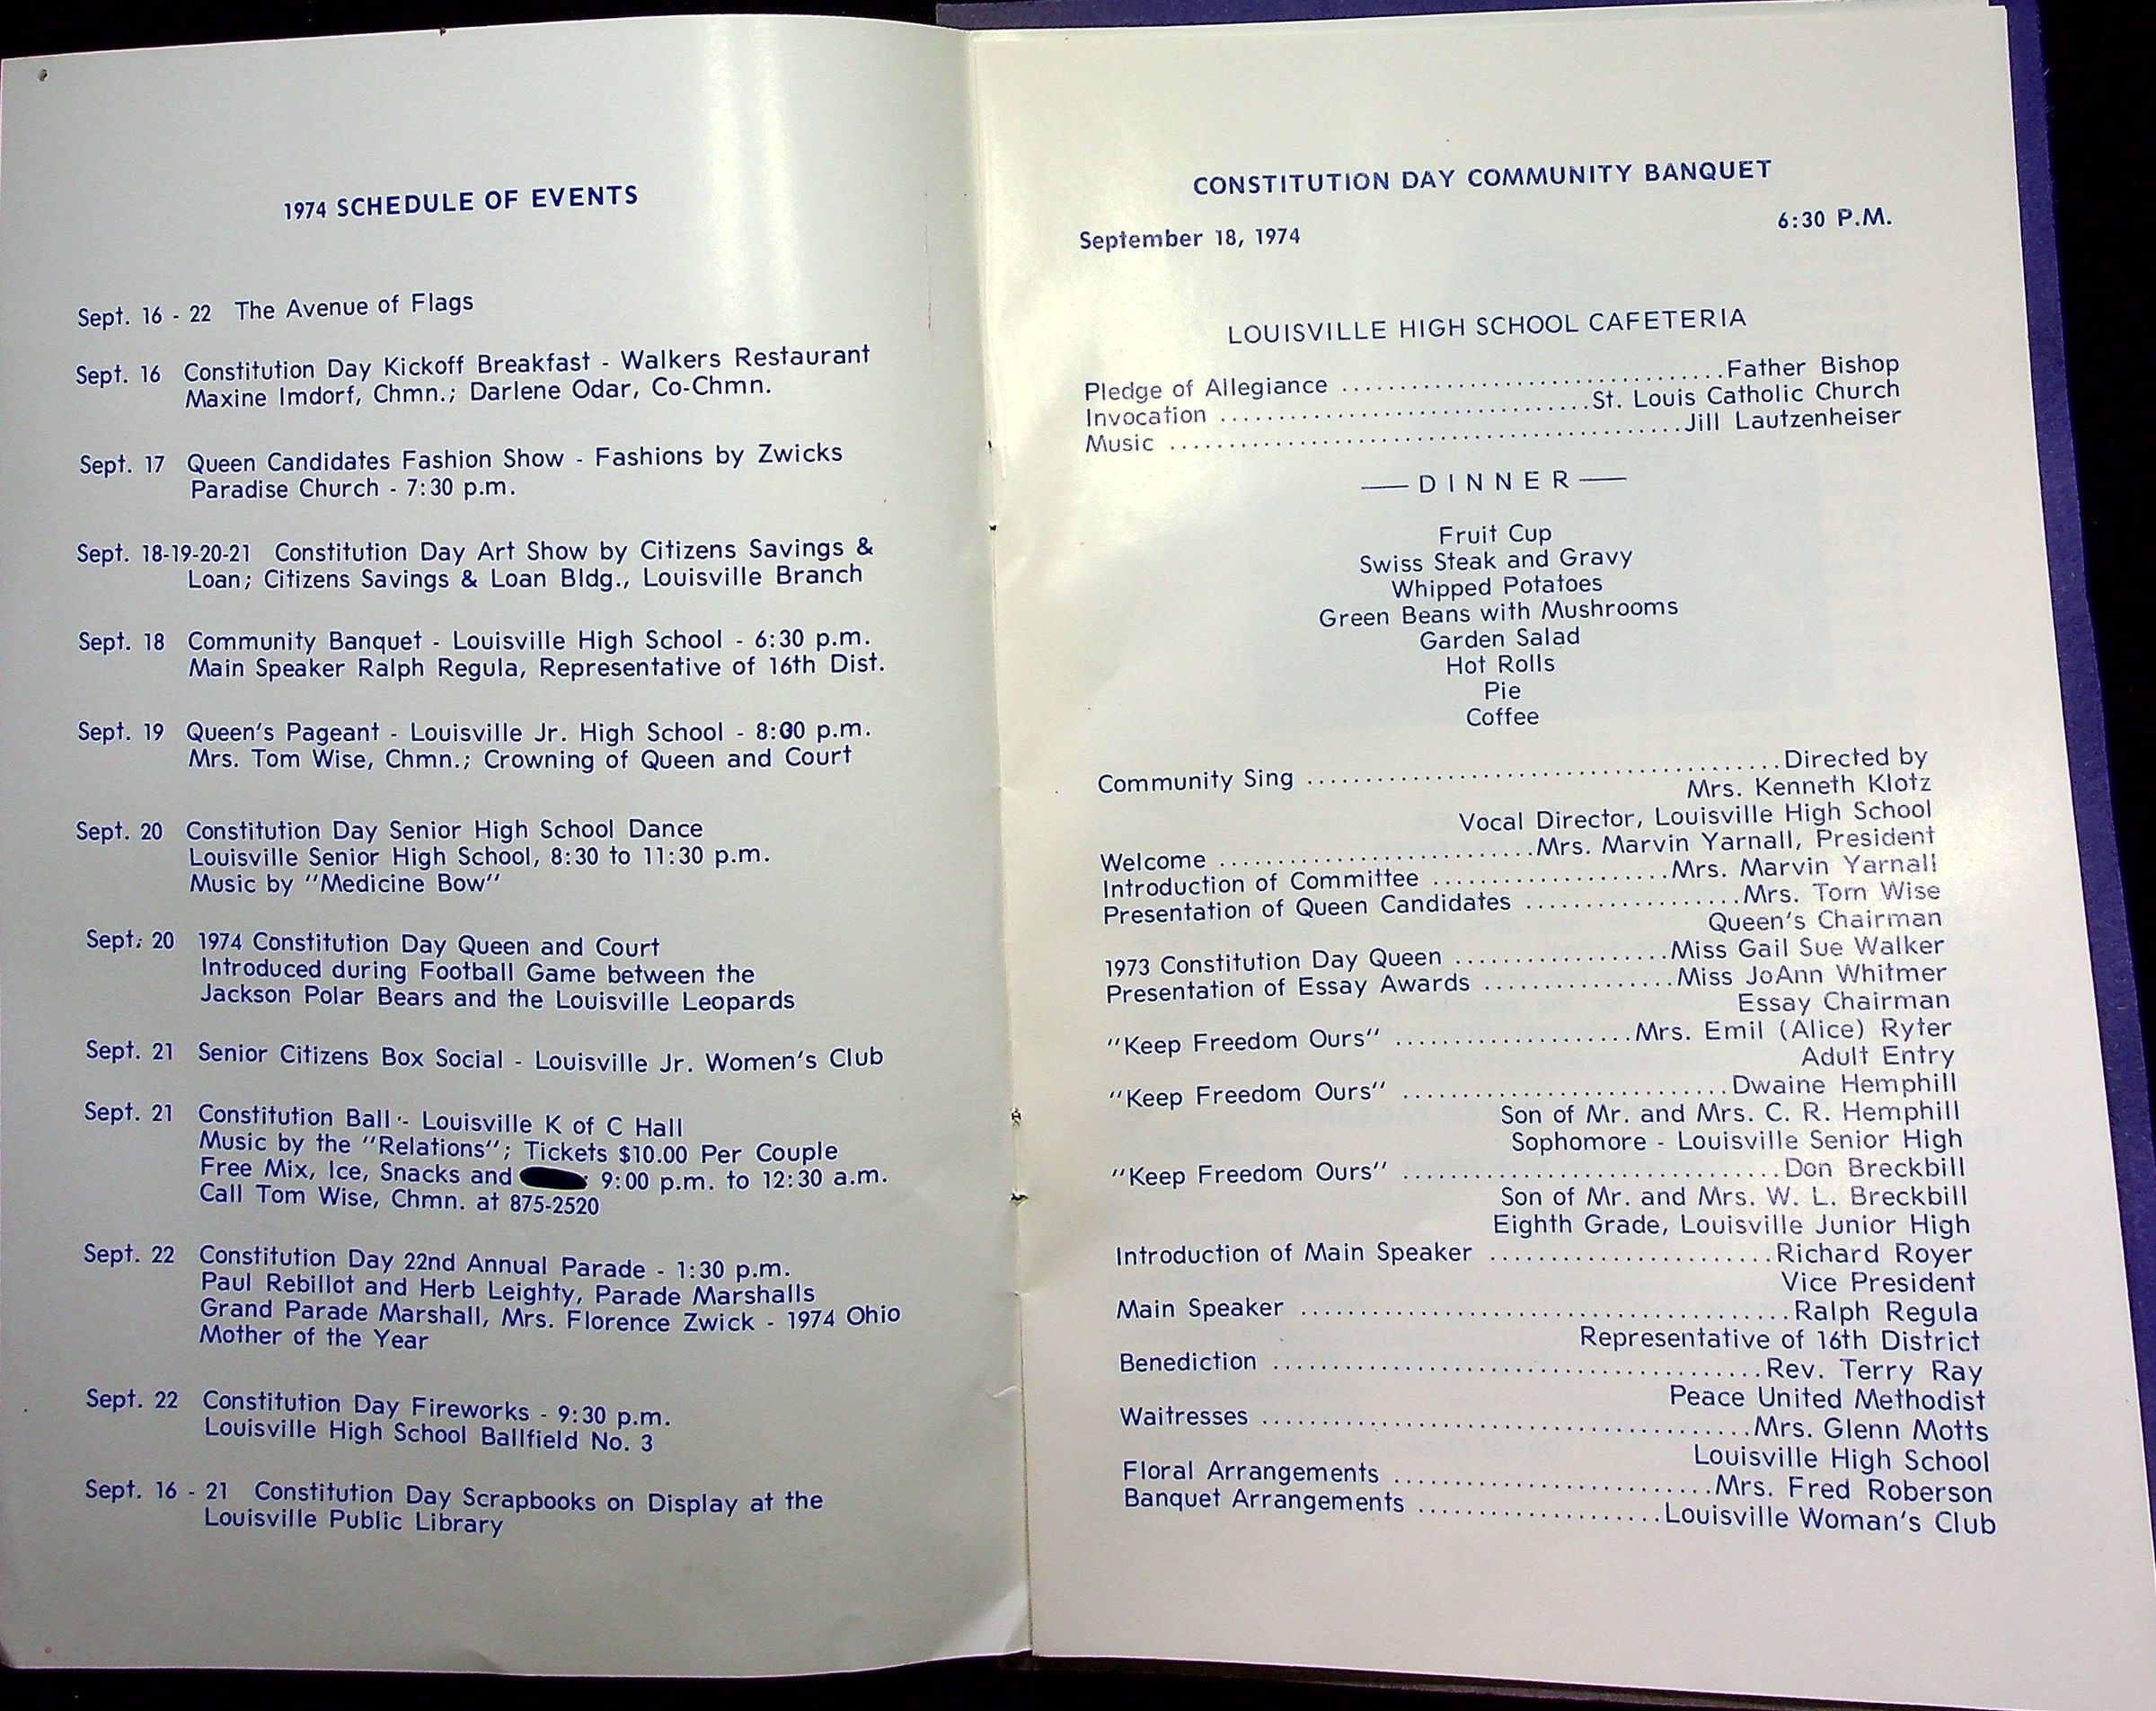 1974 SCHEDULE OF EVENTS
Sept. 16 - 22 The Avenue of Flags
Sept. 16 Constitution Day Kickoff Breakfast - Walkers Restaurant
Maxine Imdorf, Chmn.; Darlene Odar, Co-Chmn.
Sept. 17 Queen Candidates Fashion Show - Fashions by Zwicks
Paradise Church - 7:30 p.m.
Sept. 18-19-20-21 Constitution Day Art Show by Citizens Savings &
Loan; Citizens Savings & Loan Bldg., Louisville Branch
Sept. 18 Community Banquet - Louisville High School - 6:30 p.m.
Main Speaker Ralph Regula, Representative of 16th Dist.
Sept. 19 Queen's Pageant - Louisville Jr. High School - 8:00 p.m.
Mrs. Tom Wise, Chmn.; Crowning of Queen and Court
Sept. 20 Constitution Day Senior High School Dance
Louisville Senior High School, 8:30 to 11:30 p.m.
Music by "Medicine Bow"
Sept. 20 1974 Constitution Day Queen and Court
Introduced during Football Game between the
Jackson Polar Bears and the Louisville Leopards
Sept. 21 Senior Citizens Box Social - Louisville Jr. Women's Club
Sept. 21 Constitution Ball - Louisville K of C Hall
Music by the "Relations"; Tickets $10.00 Per Couple
Free Mix, Ice, Snacks and ; 9:00 p.m. to 12:30 a.m.
Call Tom Wise, Chmn. at 875-2520
Sept. 22 Constitution Day 22nd Annual Parade - 1:30 p.m.
Paul Rebillot and Herb Leighty, Parade Marshalls
Grand Parade Marshall, Mrs. Florence Zwick - 1974 Ohio
Mother of the Year
Sept. 22 Constitution Day Fireworks - 9:30 p.m.
Louisville High School Ballfield No. 3
Sept. 16 - 21 Constitution Day Scrapbooks on Display at the
Louisville Public Library
CONSTITUTION DAY COMMUNITY BANQUET
September 18, 1974 6:30 P.M.
LOUISVILLE HIGH SCHOOL CAFETERIA
Pledge of Allegiance ................................Father Bishop
Invocation ................................St. Louis Catholic Church
Music ............................................Jill Lautzenheiser
— DINNER —
Fruit Cup
Swiss Steak and Gravy
Whipped Potatoes
Green Beans with Mushrooms
Garden Salad
Hot Rolls
Pie
Coffee
Community Sing .........................................Directed by
Mrs. Kenneth Klotz
Vocal Director, Louisville High School
Welcome ...........................Mrs. Marvin Yarnall, President
Introduction of Committee ....................Mrs. Marvin Yarnall
Presentation of Queen Candidates ..................Mrs. Tom Wise
Queen's Chairman
1973 Constitution Day Queen ..................Miss Gail Sue Walker
Presentation of Essay Awards ................Miss JoAnn Whitmer
Essay Chairman
"Keep Freedom Ours" ....................Mrs. Emil (Alice) Ryter
Adult Entry
"Keep Freedom Ours" ............................Dwaine Hemphill
Son of Mr. and Mrs. C. R. Hemphill
Sophomore - Louisville Senior High
"Keep Freedom Ours" ................................Don Breckbill
Son of Mr. and Mrs. W. L. Breckbill
Eighth Grade, Louisville Junior High
Introduction of Main Speaker ........................Richard Royer
Vice President
Main Speaker ..........................................Ralph Regula
Representative of 16th District
Benediction ..........................................Rev. Terry Ray
Peace United Methodist
Waitresses ..........................................Mrs. Glenn Motts
Louisville High School
Floral Arrangements ...........................Mrs. Fred Roberson
Banquet Arrangements .....................Louisville Woman's Club